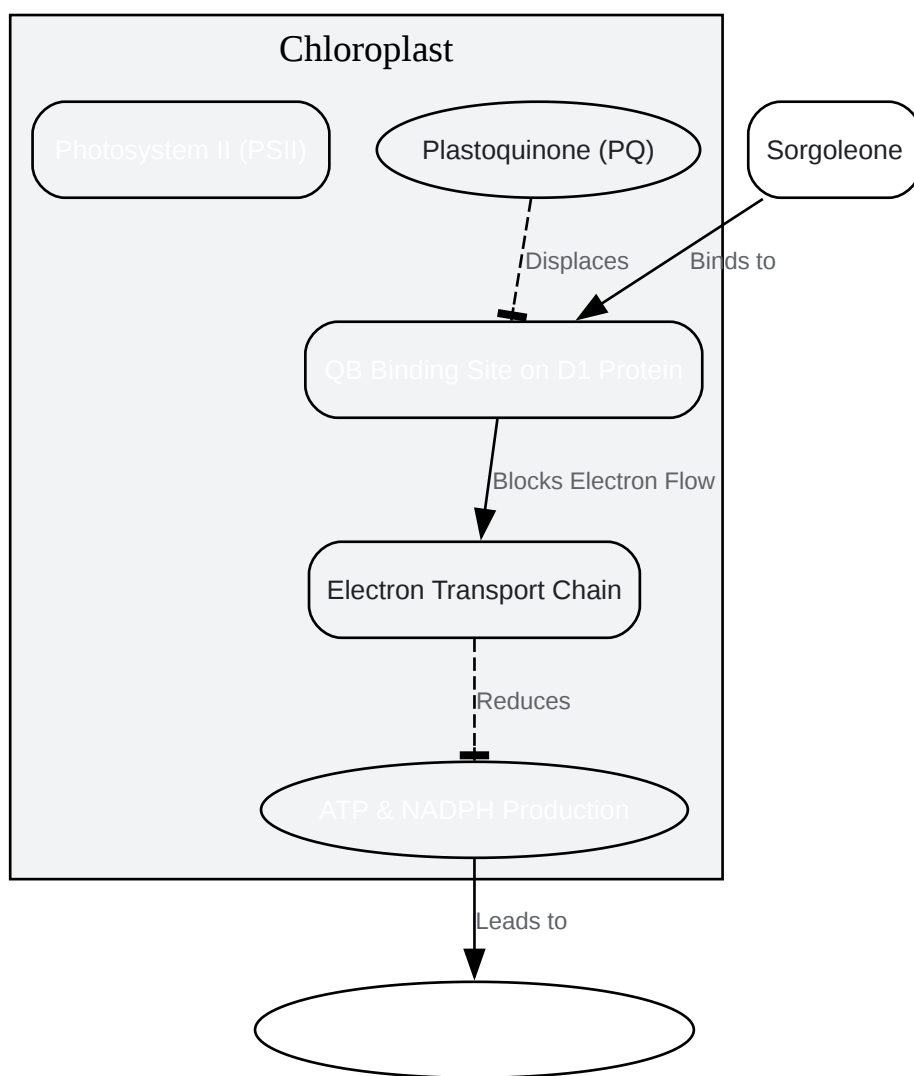 Chloroplast
Photosystem II (PSII)
Plastoquinone (PQ)
Sorgoleone
Displaces
Binds to
QB Binding Site on D1 Protein
Blocks Electron Flow
Electron Transport Chain
Reduces
ATP & NADPH Production
Leads to